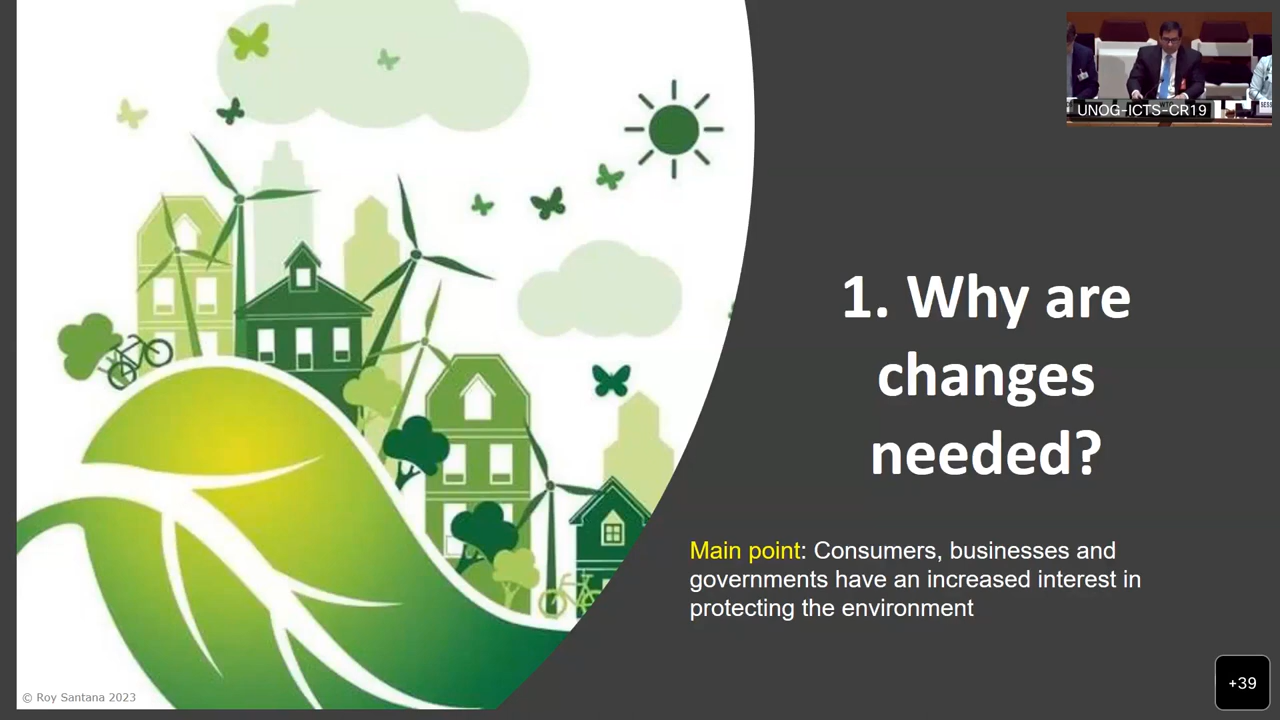 UNOG-ICTS-CR19
1. Why are
changes
needed?
Main point: Consumers, businesses and
governments have an increased interest in
protecting the environment
© Roy Santana 2023
+39